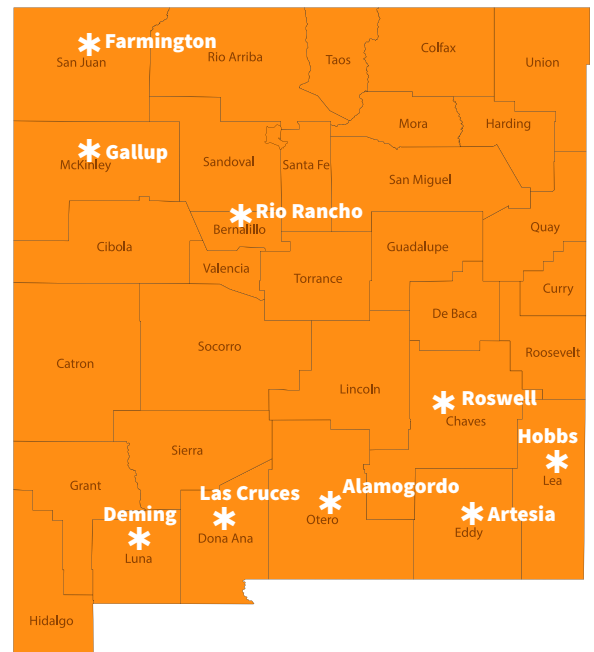 Farmington
San Juan
Rio Arriba
Taos
Colfax
Union
Gallup
McKinley
Sandoval
Santa Fe
Mora
Harding
San Miguel
Rio Rancho
Bernalillo
Cibola
Valencia
Torrance
Guadalupe
Quay
Curry
De Baca
Roosevelt
Catron
Socorro
Lincoln
Roswell
Chaves
Hobbs
Lea
Sierra
Grant
Deming
Luna
Las Cruces
Dona Ana
Alamogordo
Otero
Artesia
Eddy
Hidalgo